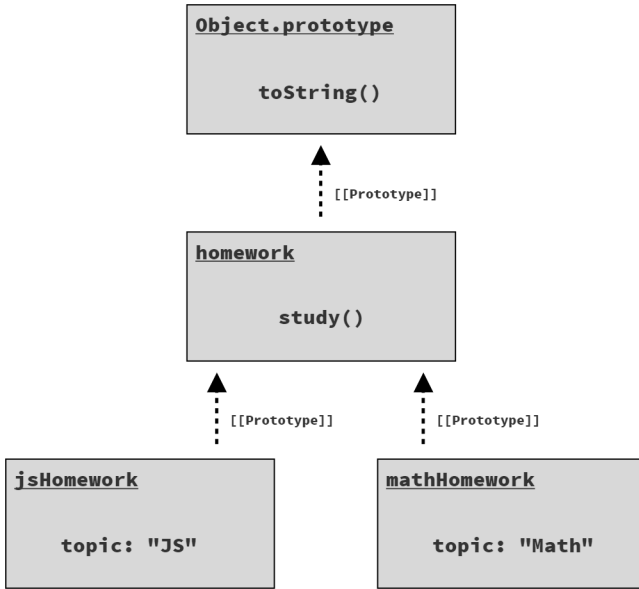 Object.prototype
toString()
[[Prototype]]
homework
study()
[[Prototype]]
[[Prototype]]
jsHomework
topic: "JS"
mathHomework
topic: "Math"